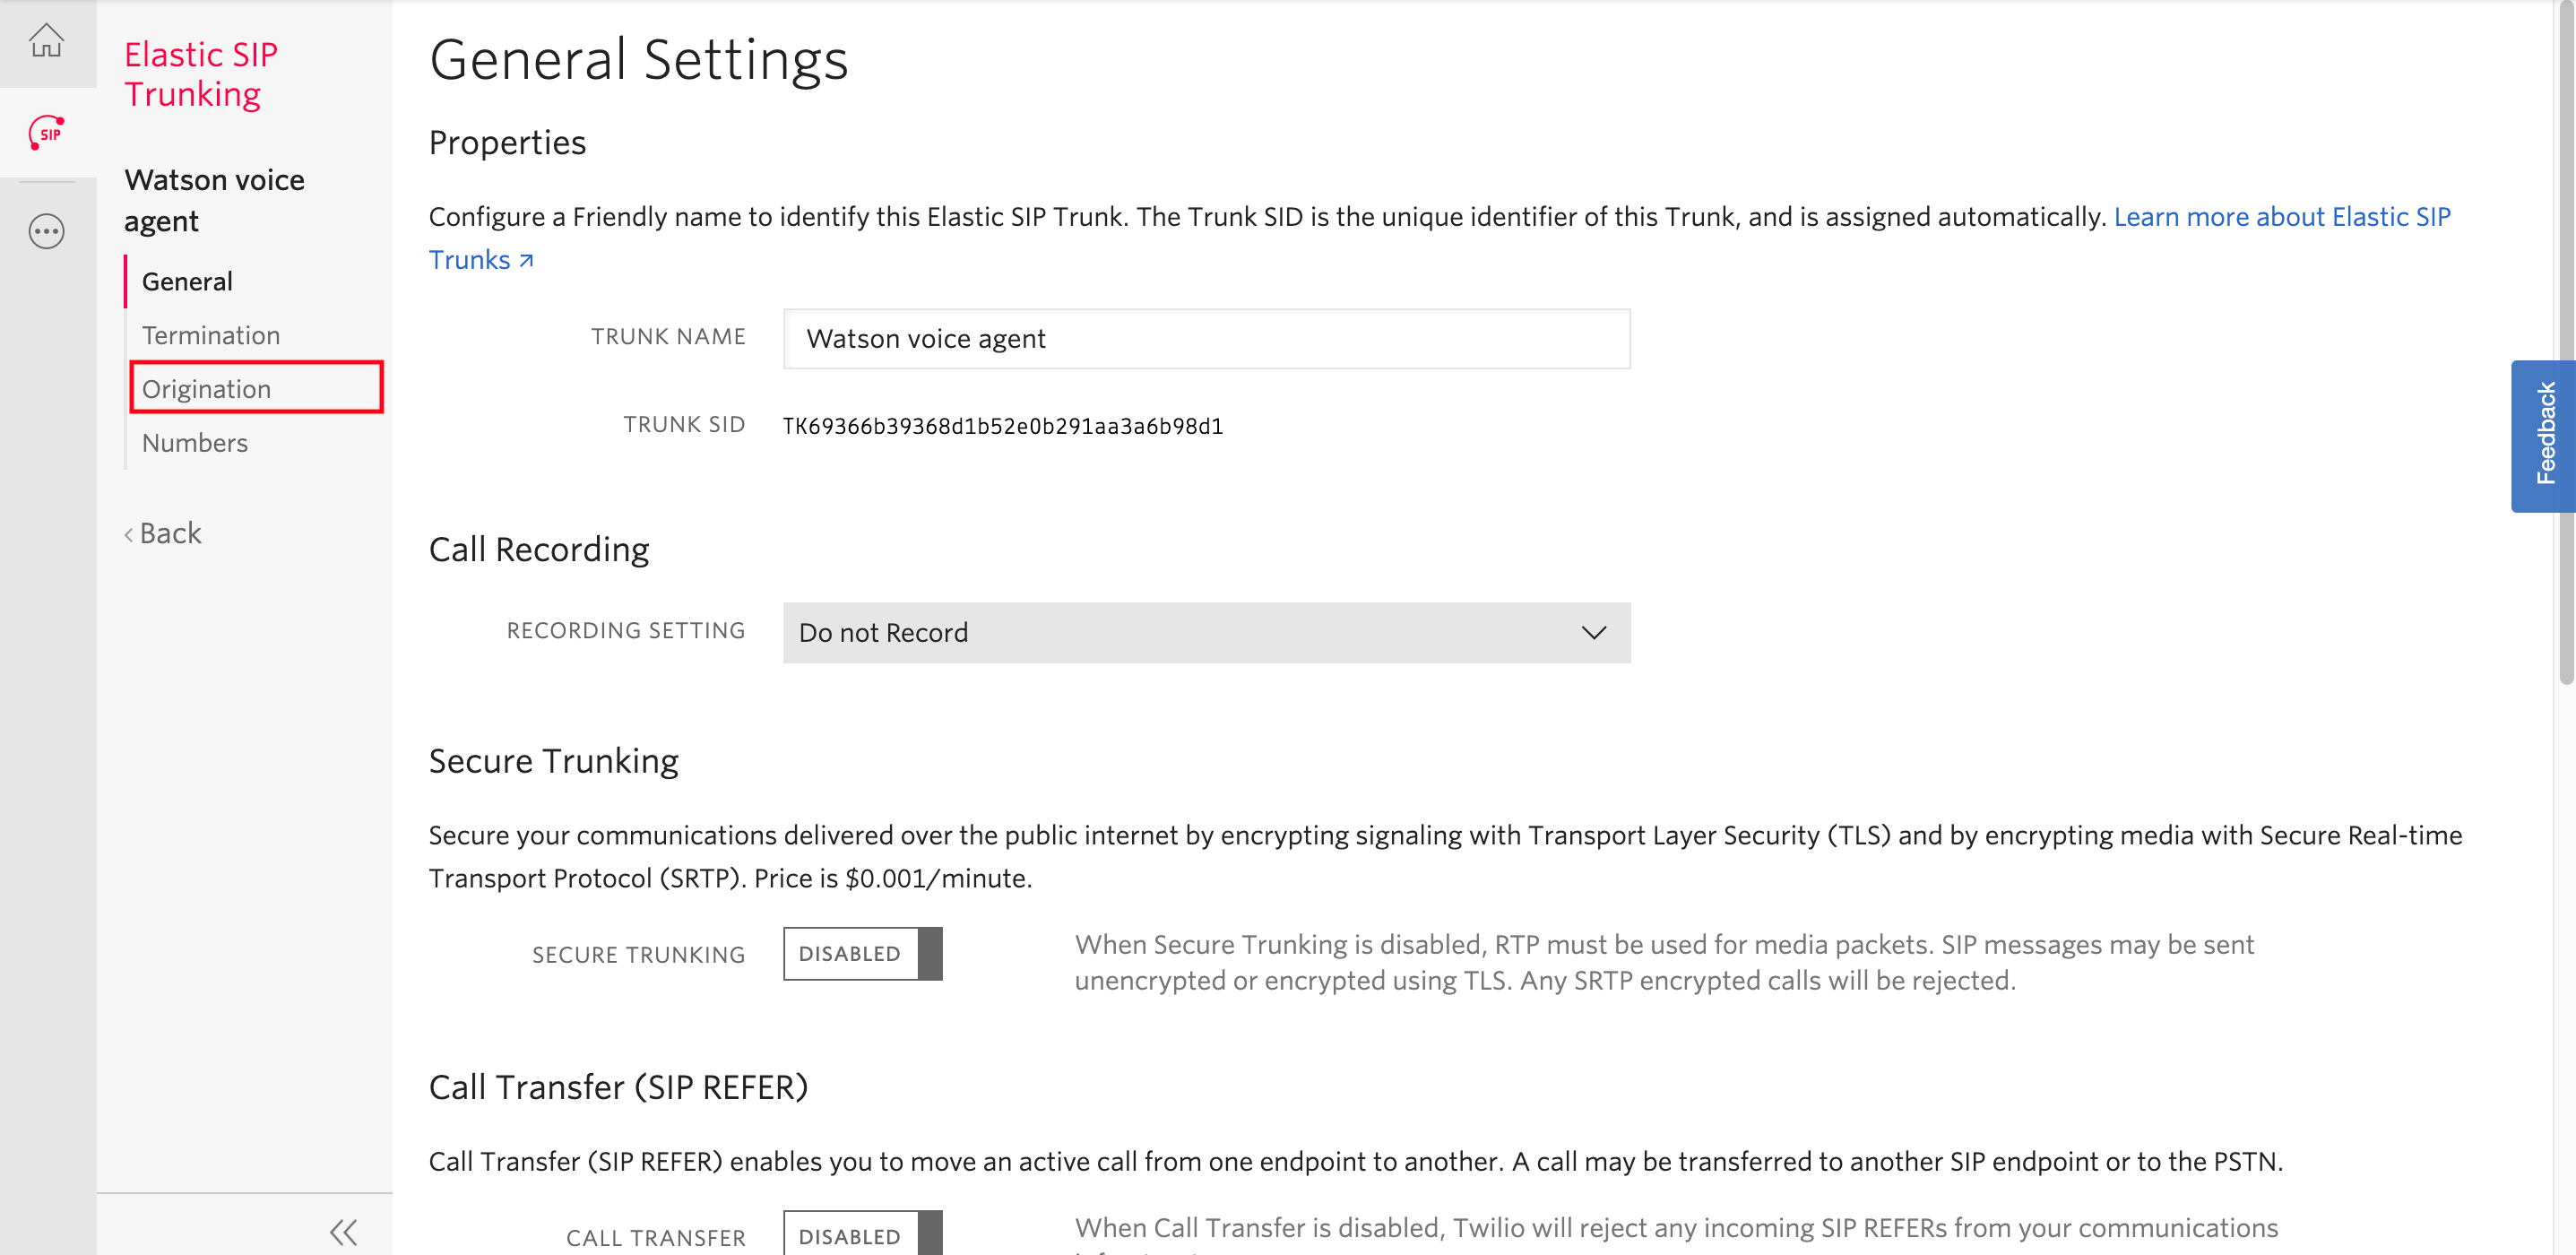 SIP
Elastic SIP
Trunking
Watson voice
agent
General
Termination
Origination
Numbers
Back
General Settings
Properties
Configure a Friendly name to identify this Elastic SIP Trunk. The Trunk SID is the unique identifier of this Trunk, and is assigned automatically. Learn more about Elastic SIP
Trunks
TRUNK NAME
Watson voice agent
TRUNK SID
TK69366b39368d1b52e0b291aa3a6b98d1
Call Recording
RECORDING SETTING
Do not Record
Secure Trunking
Secure your communications delivered over the public internet by encrypting signaling with Transport Layer Security (TLS) and by encrypting media with Secure Real-time
Transport Protocol (SRTP). Price is $0.001/minute.
SECURE TRUNKING
DISABLED
When Secure Trunking is disabled, RTP must be used for media packets. SIP messages may be sent
unencrypted or encrypted using TLS. Any SRTP encrypted calls will be rejected.
Call Transfer (SIP REFER)
Call Transfer (SIP REFER) enables you to move an active call from one endpoint to another. A call may be transferred to another SIP endpoint or to the PSTN.
CALL TRANSFER
DISABLED
When Call Transfer is disabled, Twilio will reject any incoming SIP REFERs from your communications
Feedback